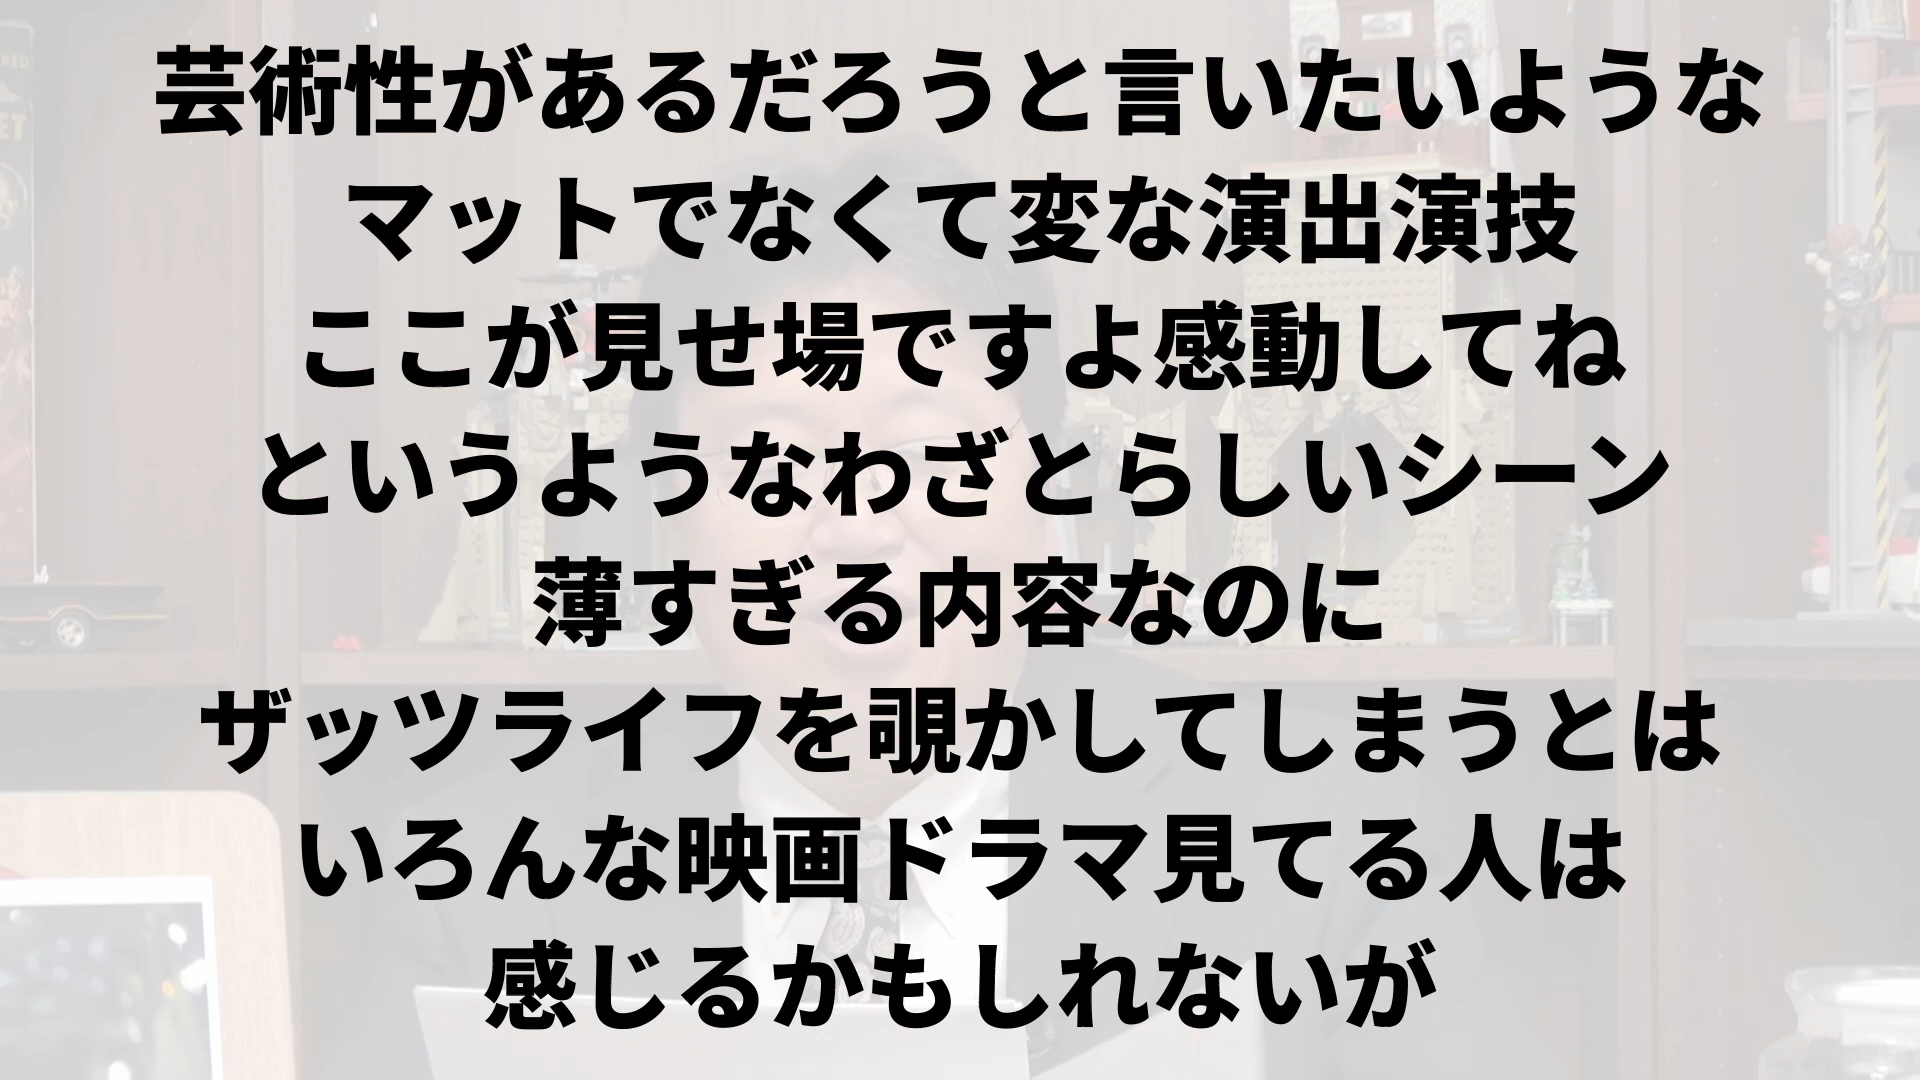 芸術性があるだろうと言いたいような
マットでなくて変な演出演技
ここが見せ場ですよ感動してね
というようなわざとらしいシーン
薄すぎる内容なのに
ザッツライフを覗かしてしまうとは
いろんな映画ドラマ見てる人は
感じるかもしれないが